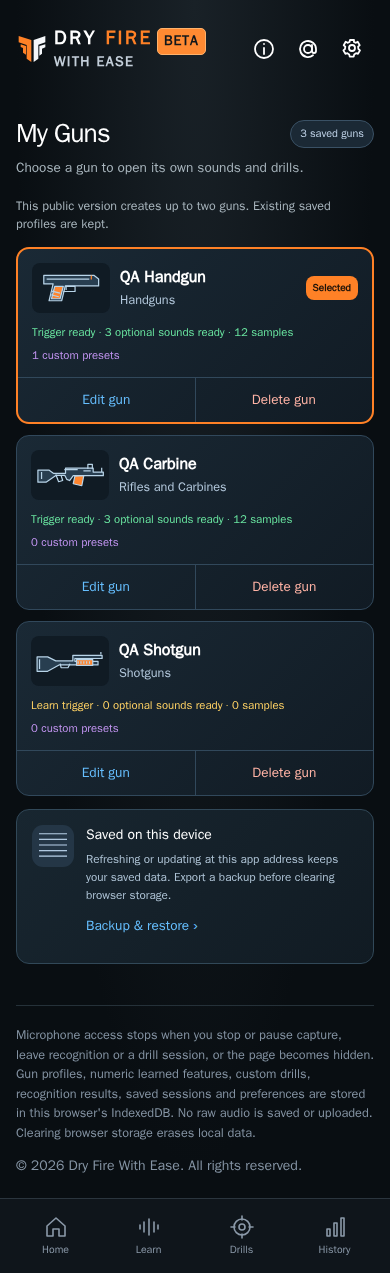 DRY FIRE BETA
WITH EASE
My Guns
3 saved guns
Choose a gun to open its own sounds and drills.
This public version creates up to two guns. Existing saved
profiles are kept.
QA Handgun
Handguns
Selected
Trigger ready · 3 optional sounds ready · 12 samples
1 custom presets
Edit gun
Delete gun
QA Carbine
Rifles and Carbines
Trigger ready · 3 optional sounds ready · 12 samples
0 custom presets
Edit gun
Delete gun
QA Shotgun
Shotguns
Learn trigger · 0 optional sounds ready · 0 samples
0 custom presets
Edit gun
Delete gun
Saved on this device
Refreshing or updating at this app address keeps
your saved data. Export a backup before clearing
browser storage.
Backup & restore ›
Microphone access stops when you stop or pause capture,
leave recognition or a drill session, or the page becomes hidden.
Gun profiles, numeric learned features, custom drills,
recognition results, saved sessions and preferences are stored
in this browser's IndexedDB. No raw audio is saved or uploaded.
Clearing browser storage erases local data.
© 2026 Dry Fire With Ease. All rights reserved.
Home
Learn
Drills
History